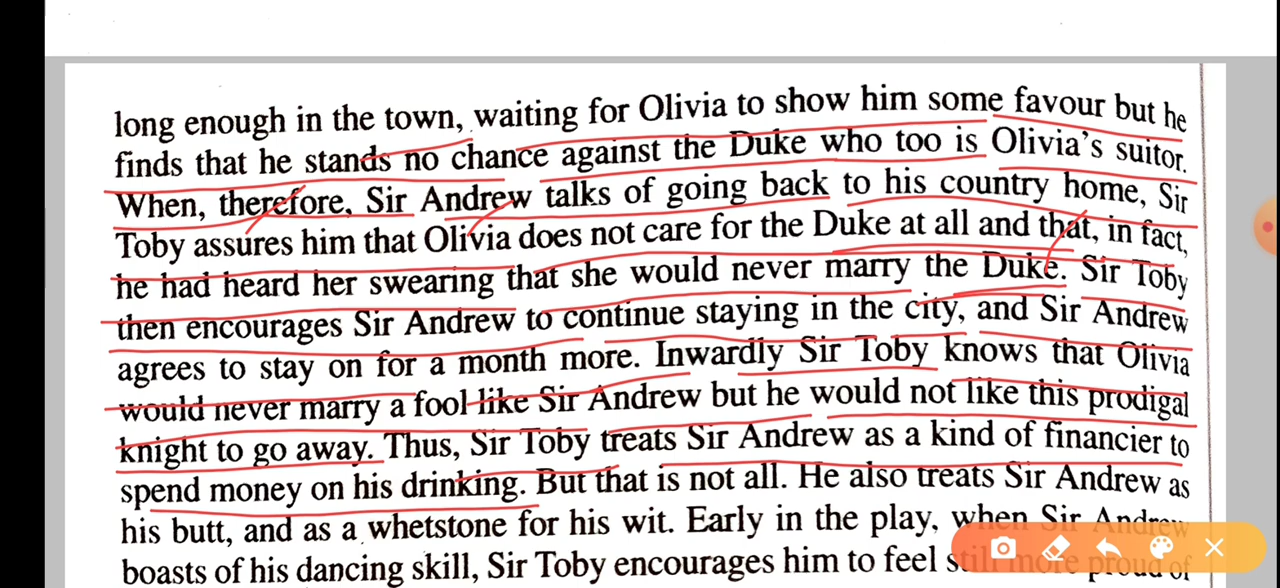 long enough in the town, waiting for Olivia to show him some favour but he
finds that he stands no chance against the Duke who too is Olivia's suitor.
When, therefore, Sir Andrew talks of going back to his country home, Sir
Toby assures him that Olivia does not care for the Duke at all and that, in fact,
he had heard her swearing that she would never marry the Duke. Sir Toby
then encourages Sir Andrew to continue staying in the city, and Sir Andrew
agrees to stay on for a month more. Inwardly Sir Toby knows that Olivia
would never marry a fool like Sir Andrew but he would not like this prodigal
knight to go away. Thus, Sir Toby treats Sir Andrew as a kind of financier to
spend money on his drinking. But that is not all. He also treats Sir Andrew as
his butt, and as a whetstone for his wit. Early in the play, when Sir Andrew
boasts of his dancing skill, Sir Toby encourages him to feel still more proud of